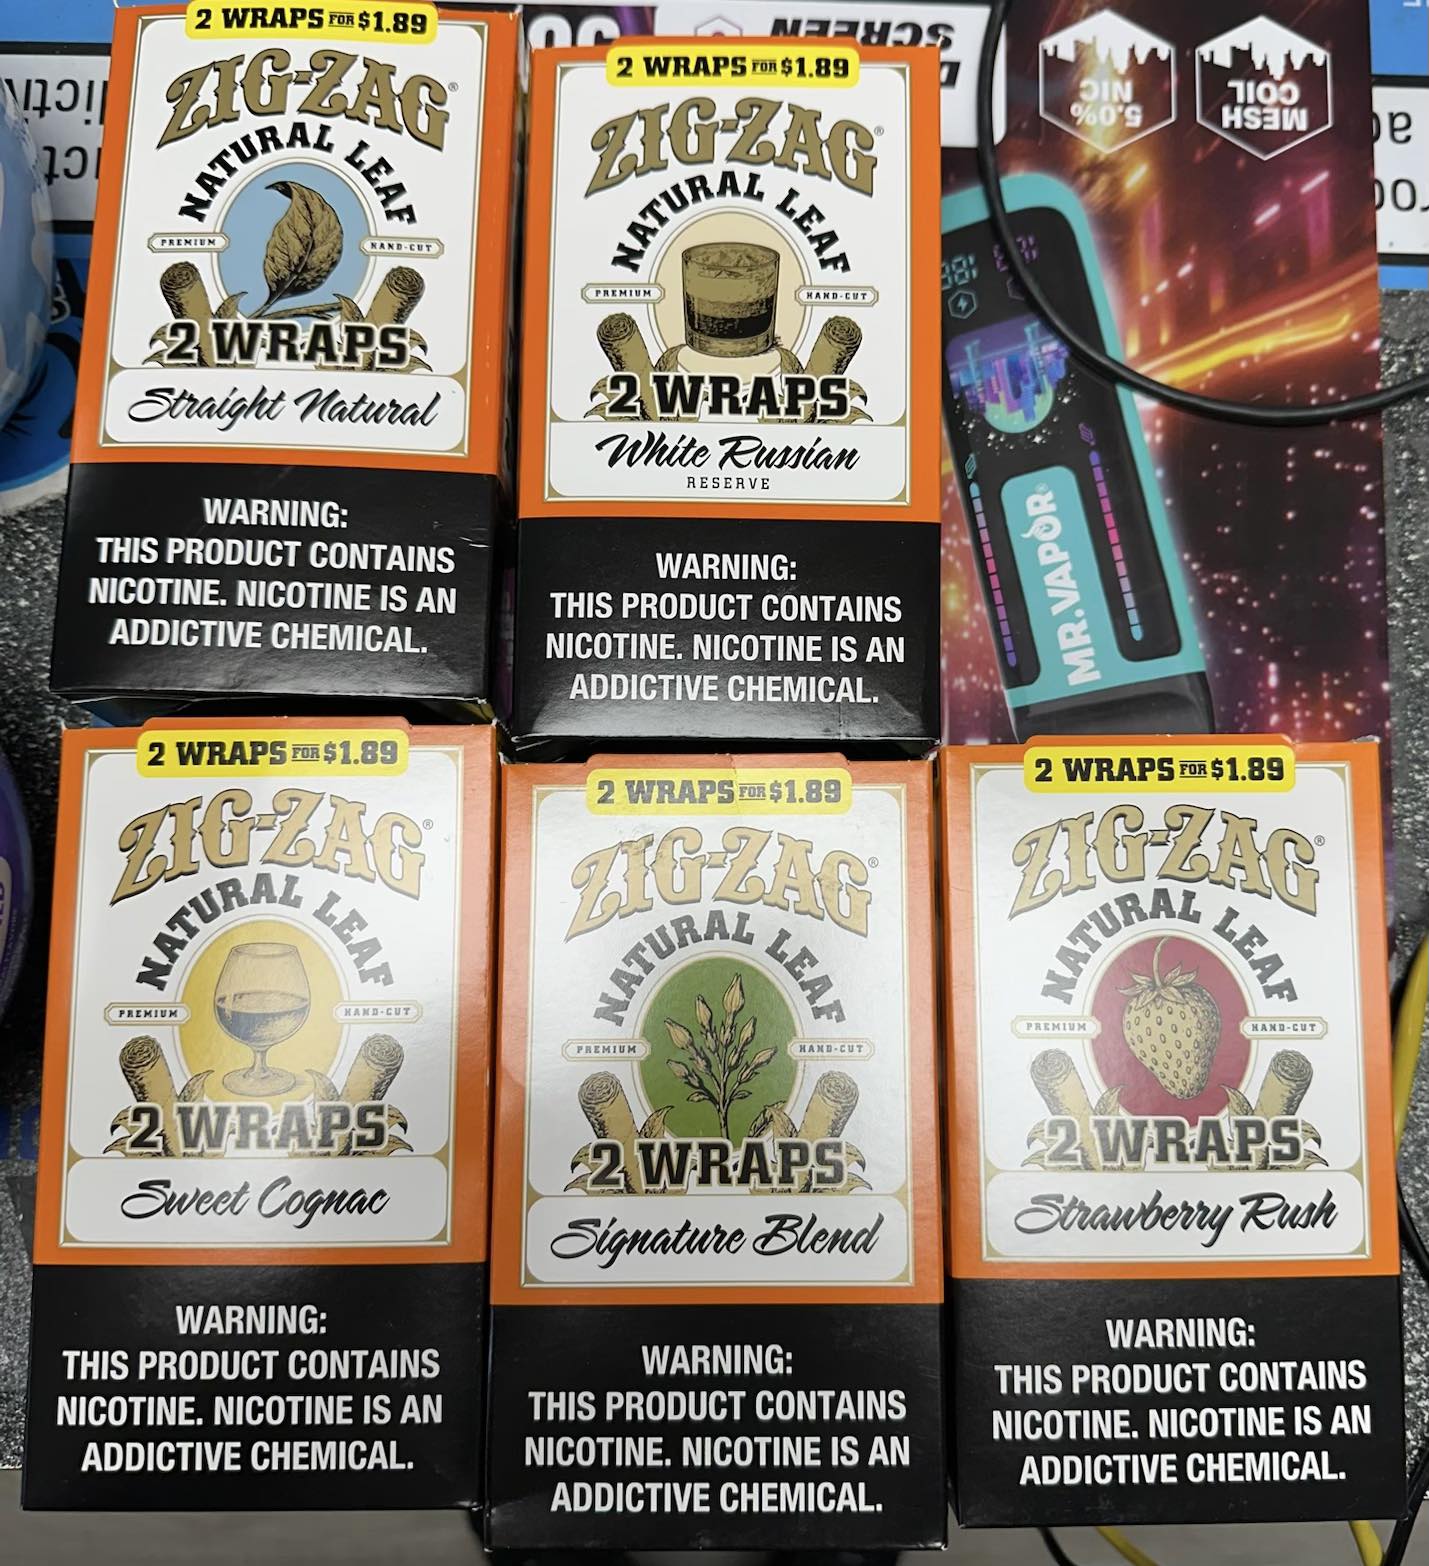 2 WRAPS FOR $1.89
ZIG-ZAG®
NATURAL LEAF
PREMIUM
HAND-CUT
2 WRAPS
Straight Natural
WARNING:
THIS PRODUCT CONTAINS
NICOTINE. NICOTINE IS AN
ADDICTIVE CHEMICAL.
2 WRAPS FOR $1.89
ZIG-ZAG®
NATURAL LEAF
PREMIUM
HAND-CUT
2 WRAPS
White Russian
RESERVE
WARNING:
THIS PRODUCT CONTAINS
NICOTINE. NICOTINE IS AN
ADDICTIVE CHEMICAL.
SCREEN
5.0%
NIC
MESH
COIL
MR.VAPOR®
2 WRAPS FOR $1.89
ZIG-ZAG®
NATURAL LEAF
PREMIUM
HAND-CUT
2 WRAPS
Sweet Cognac
WARNING:
THIS PRODUCT CONTAINS
NICOTINE. NICOTINE IS AN
ADDICTIVE CHEMICAL.
2 WRAPS FOR $1.89
ZIG-ZAG®
NATURAL LEAF
PREMIUM
HAND-CUT
2 WRAPS
Signature Blend
WARNING:
THIS PRODUCT CONTAINS
NICOTINE. NICOTINE IS AN
ADDICTIVE CHEMICAL.
2 WRAPS FOR $1.89
ZIG-ZAG®
NATURAL LEAF
PREMIUM
HAND-CUT
2 WRAPS
Strawberry Rush
WARNING:
THIS PRODUCT CONTAINS
NICOTINE. NICOTINE IS AN
ADDICTIVE CHEMICAL.